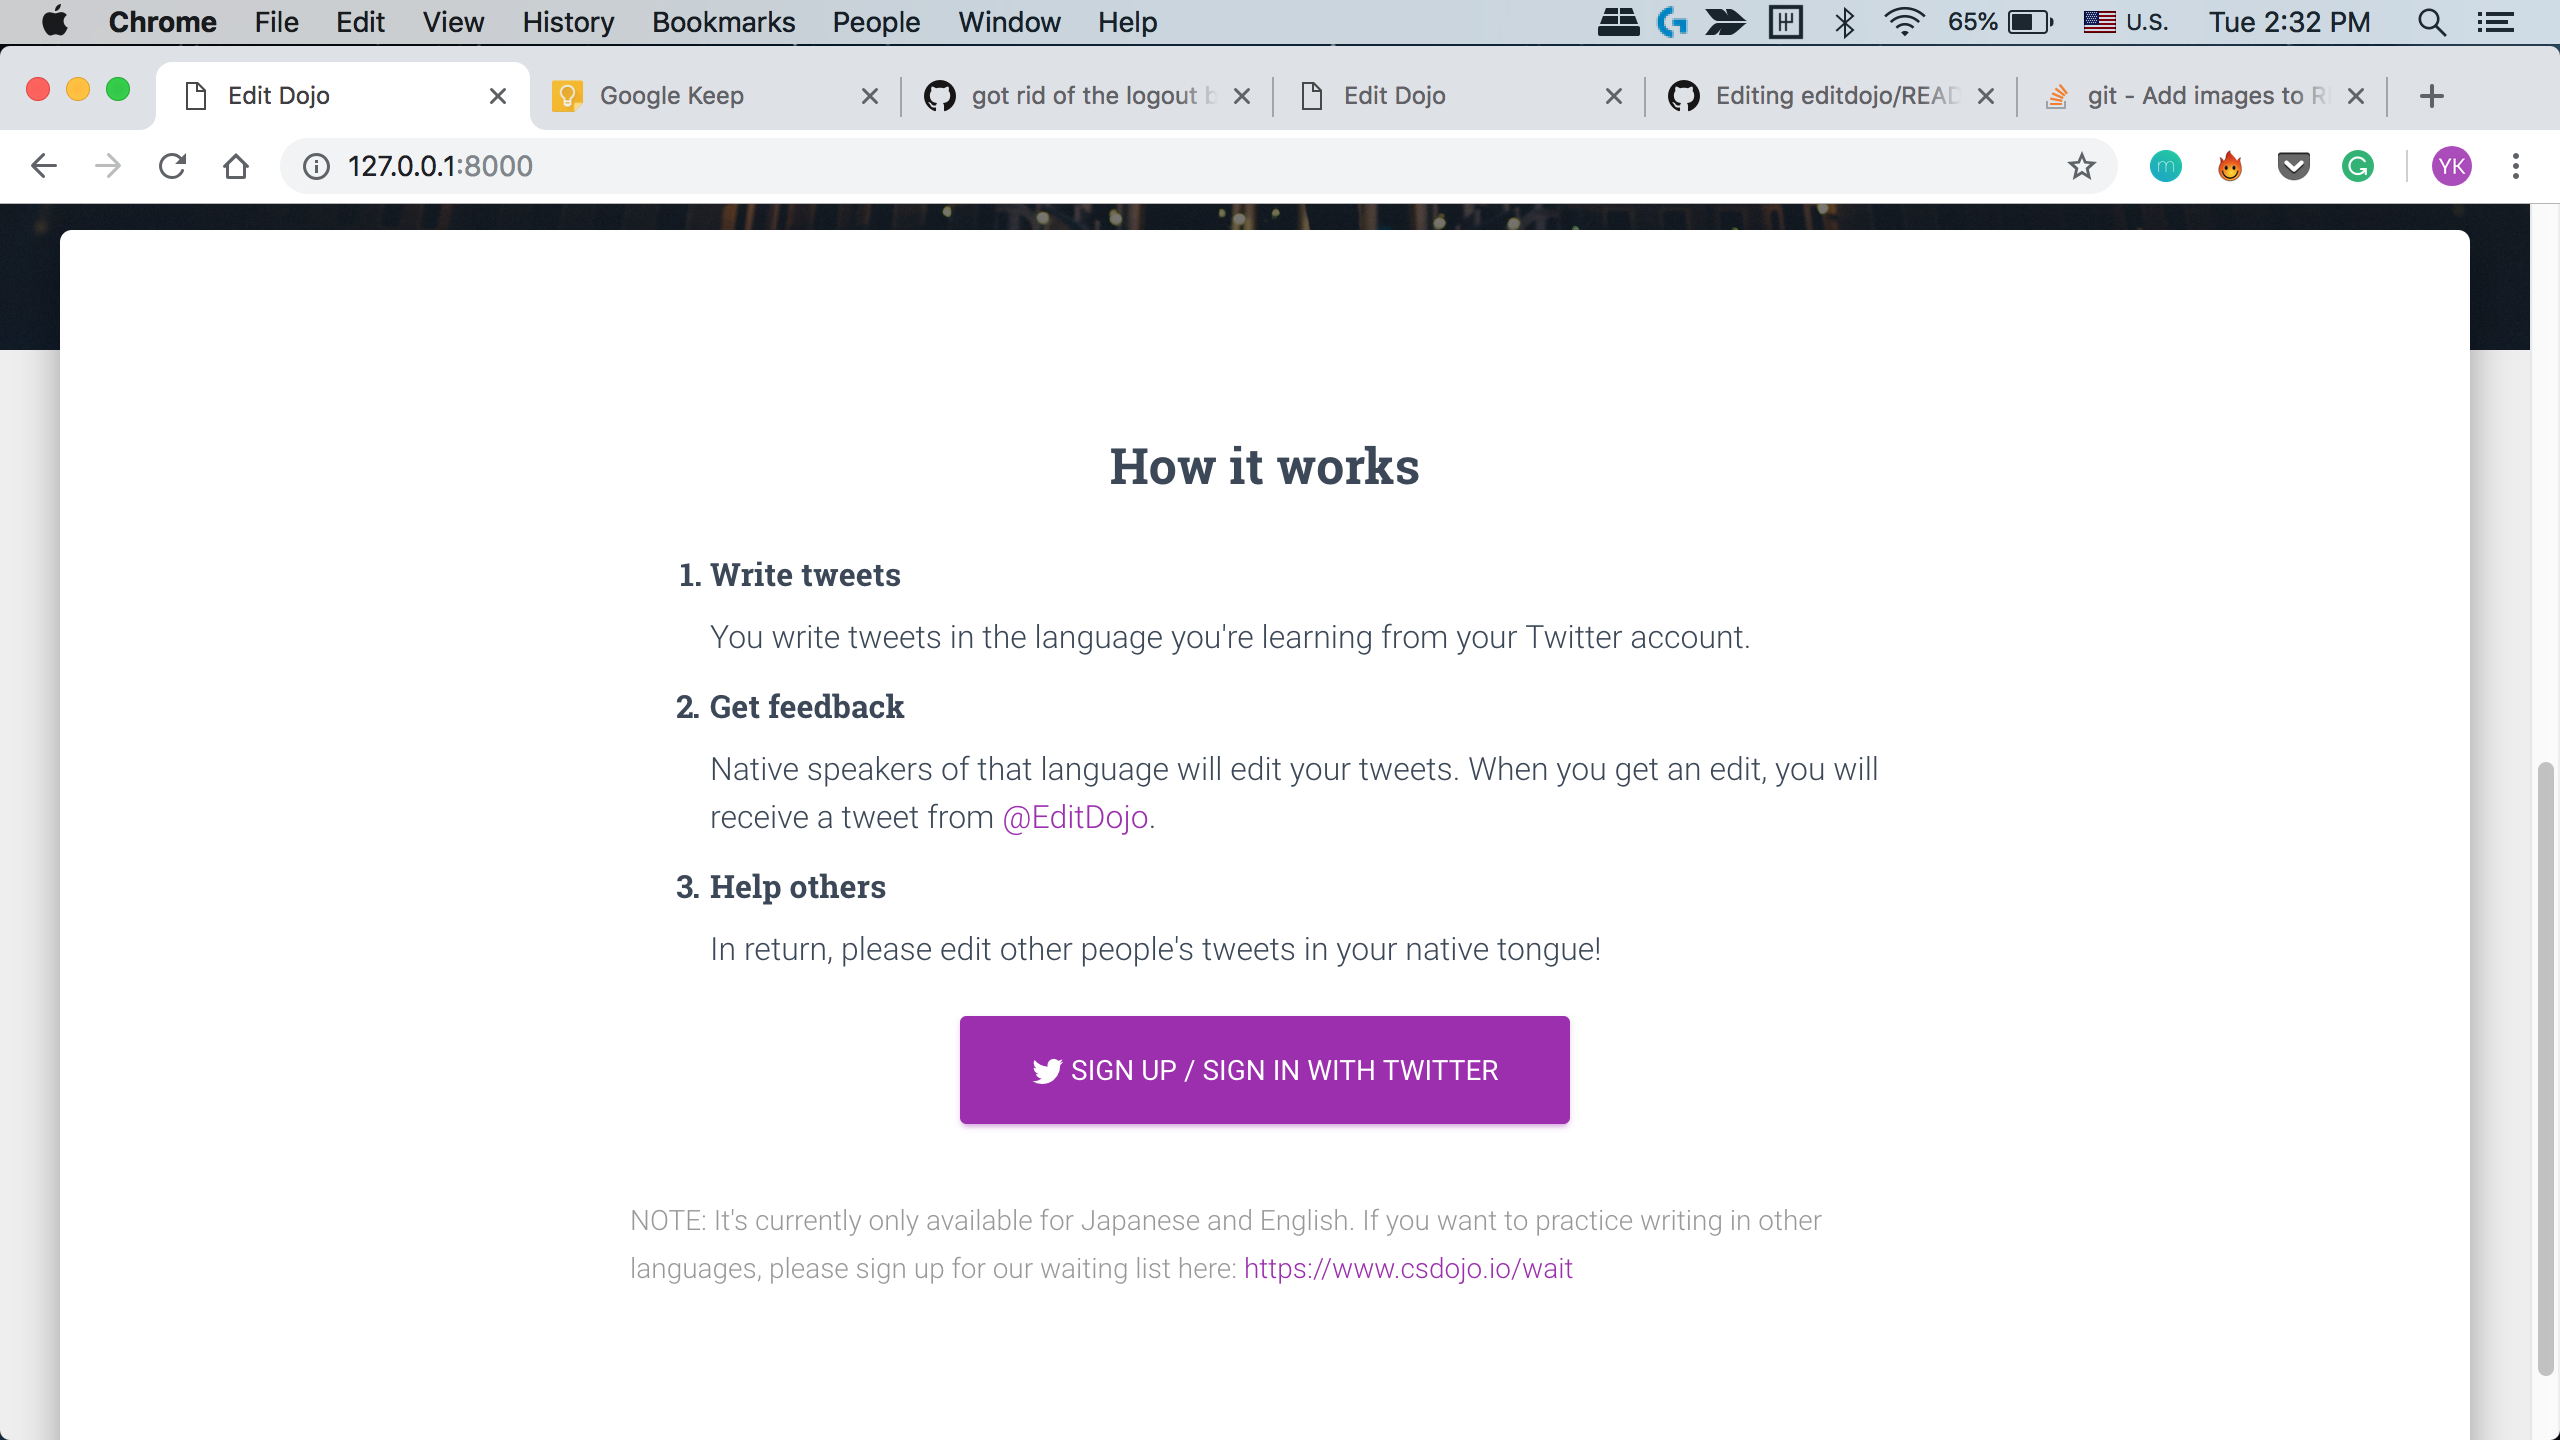 Chrome File Edit View History Bookmarks People Window Help 65% U.S. Tue 2:32 PM
Edit Dojo Google Keep got rid of the logout Edit Dojo Editing editdojo/READ git - Add images to R
127.0.0.1:8000 m G YK
How it works
1. Write tweets
You write tweets in the language you're learning from your Twitter account.
2. Get feedback
Native speakers of that language will edit your tweets. When you get an edit, you will
receive a tweet from @EditDojo.
3. Help others
In return, please edit other people's tweets in your native tongue!
SIGN UP / SIGN IN WITH TWITTER
NOTE: It's currently only available for Japanese and English. If you want to practice writing in other
languages, please sign up for our waiting list here: https://www.csdojo.io/wait